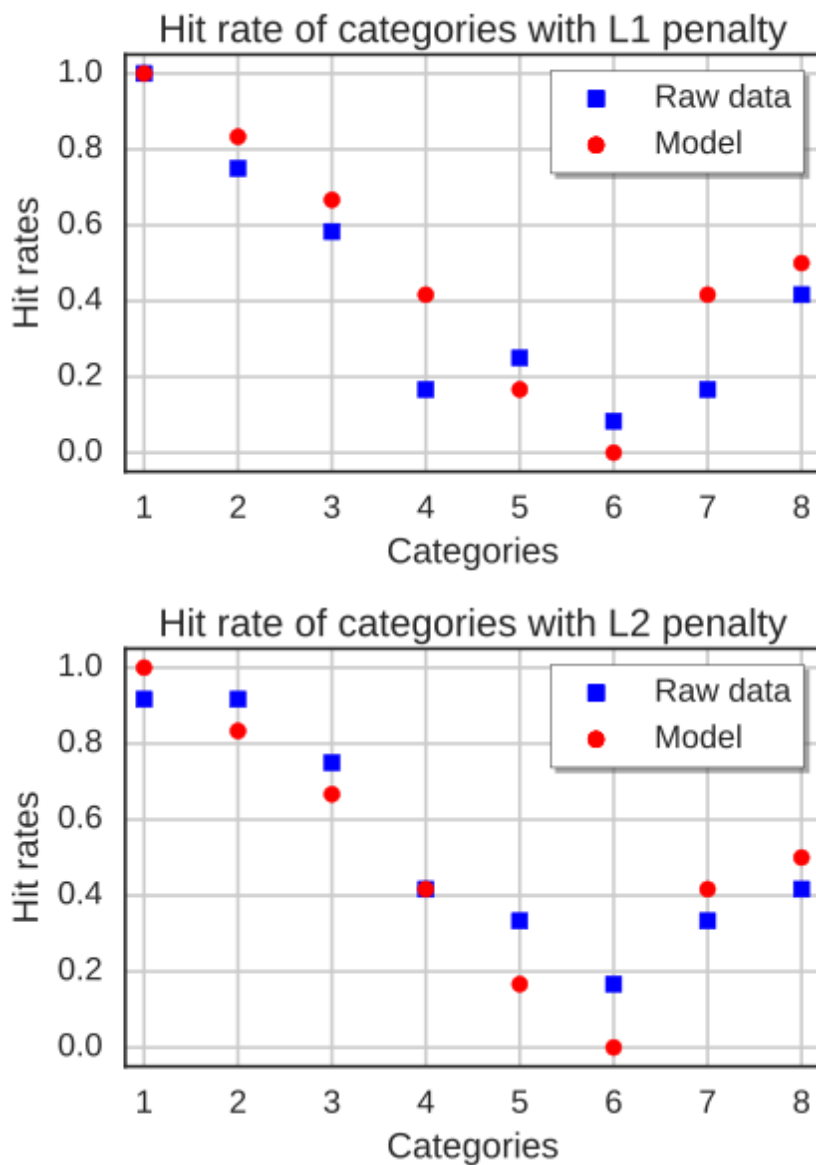 Hit rate of categories with L1 penalty
Raw data
Model
Hit rates
1.0
0.8
0.6
0.4
0.2
0.0
1 2 3 4 5 6 7 8
Categories
Hit rate of categories with L2 penalty
Raw data
Model
Hit rates
1.0
0.8
0.6
0.4
0.2
0.0
1 2 3 4 5 6 7 8
Categories